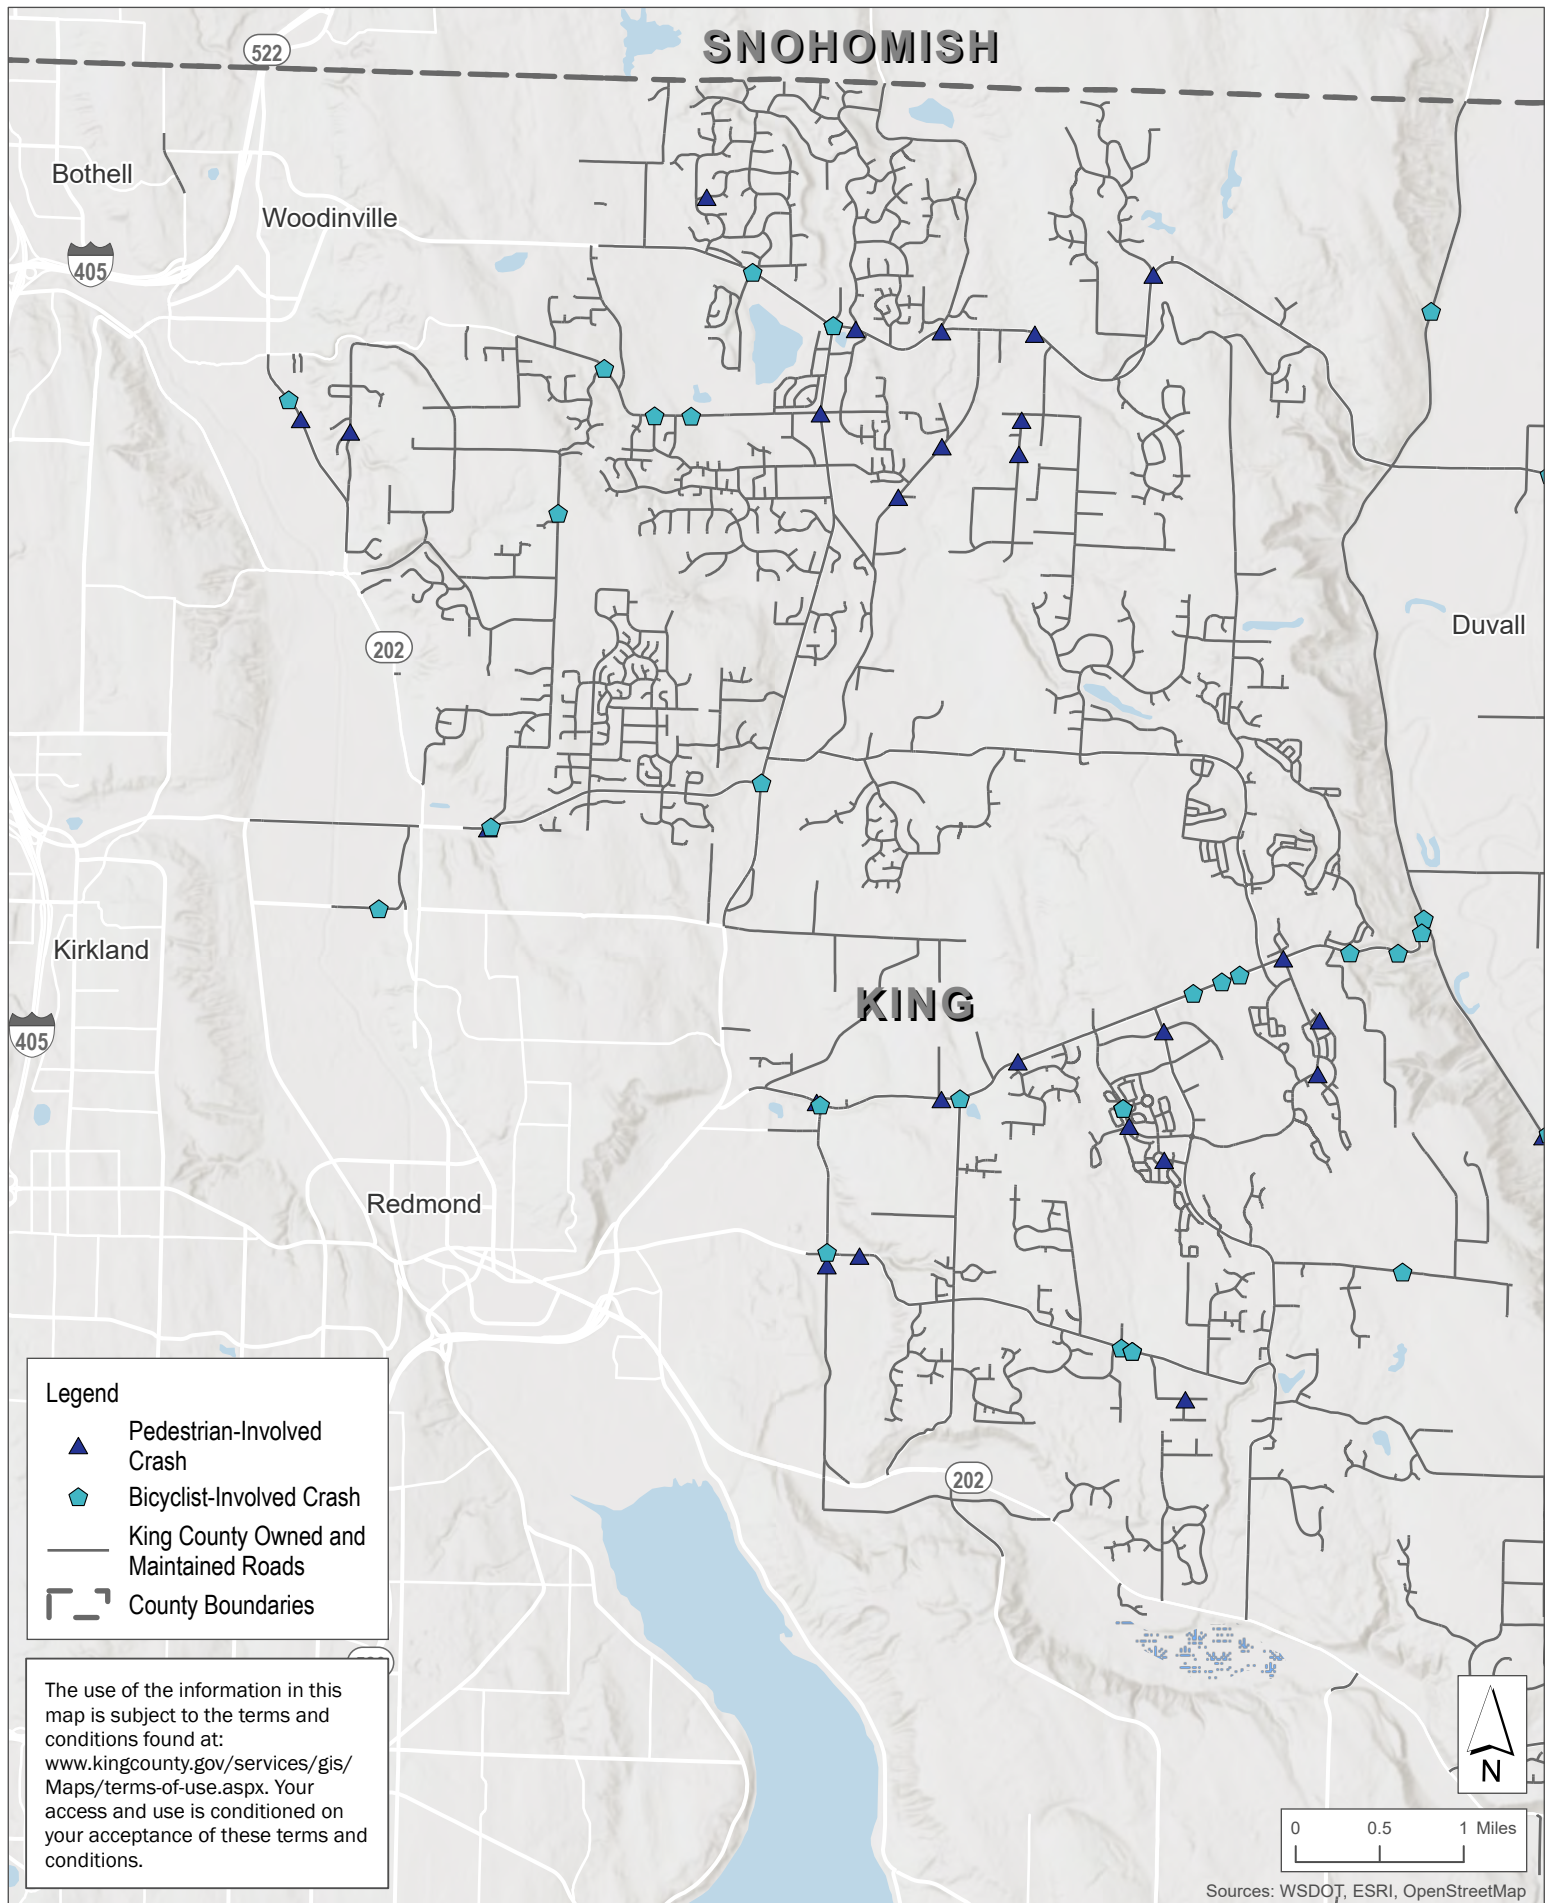 SNOHOMISH
522
Bothell
Woodinville
405
Duvall
202
Kirkland
KING
405
Redmond
202
Legend
Pedestrian-Involved
Crash
Bicyclist-Involved Crash
King County Owned and
Maintained Roads
County Boundaries
The use of the information in this
map is subject to the terms and
conditions found at:
www.kingcounty.gov/services/gis/
Maps/terms-of-use.aspx. Your
access and use is conditioned on
your acceptance of these terms and
conditions.
N
0 0.5 1 Miles
Sources: WSDOT, ESRI, OpenStreetMap